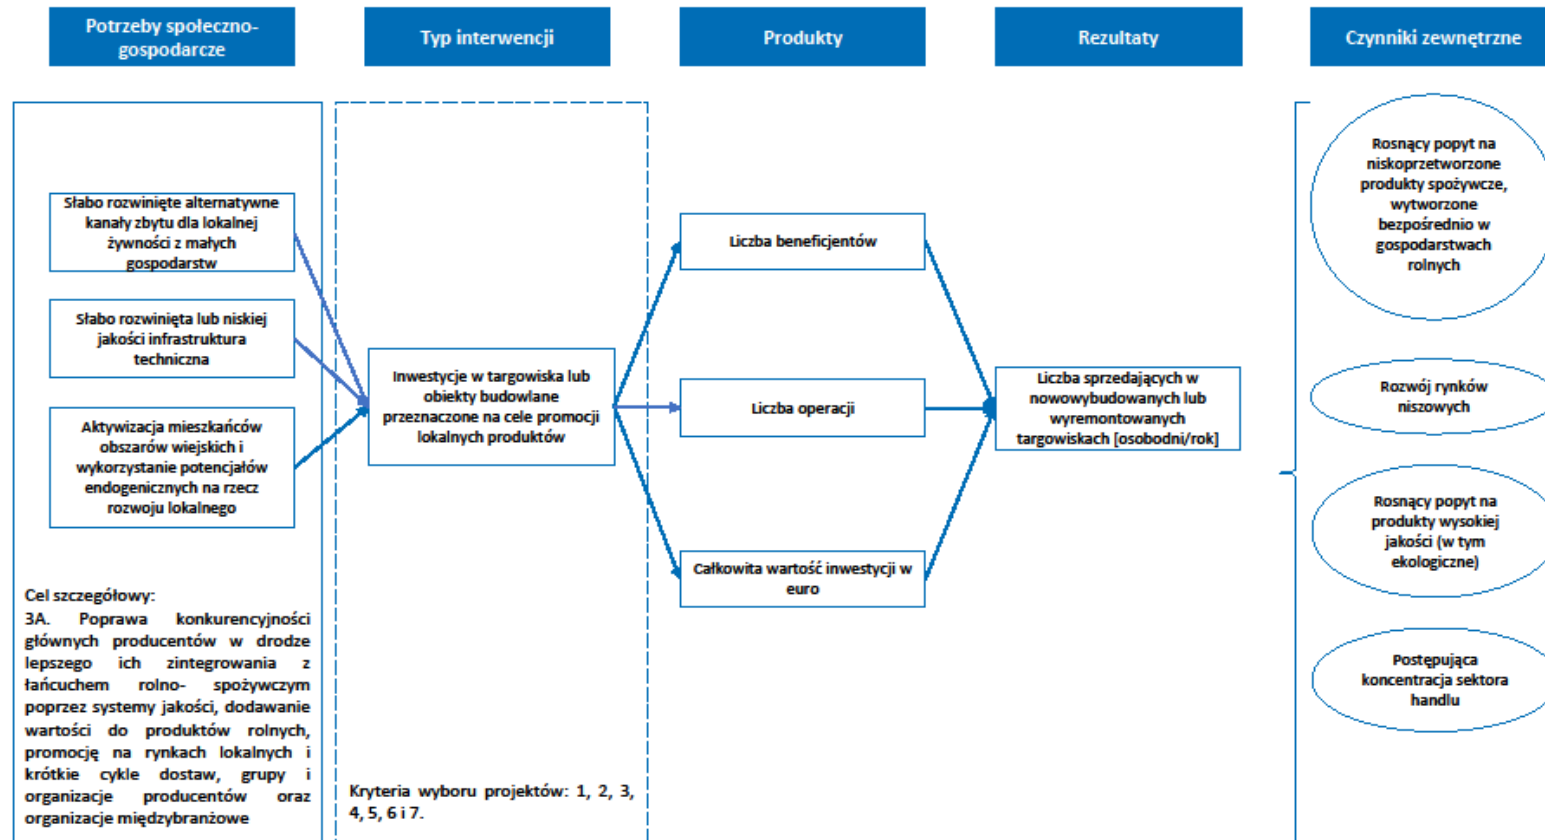 Potrzeby społeczno-
gospodarcze
Typ interwencji
Produkty
Rezultaty
Czynniki zewnętrzne
Słabo rozwinięte alternatywne
kanały zbytu dla lokalnej
żywności z małych
gospodarstw
Słabo rozwinięta lub niskiej
jakości infrastruktura
techniczna
Aktywizacja mieszkańców
obszarów wiejskich i
wykorzystanie potencjałów
endogenicznych na rzecz
rozwoju lokalnego
Cel szczegółowy:
3A. Poprawa konkurencyjności
głównych producentów w drodze
lepszego ich zintegrowania z
łańcuchem rolno- spożywczym
poprzez systemy jakości, dodawanie
wartości do produktów rolnych,
promocję na rynkach lokalnych i
krótkie cykle dostaw, grupy i
organizacje producentów oraz
organizacje międzybranżowe
Inwestycje w targowiska lub
obiekty budowlane
przeznaczone na cele promocji
lokalnych produktów
Kryteria wyboru projektów: 1, 2, 3,
4, 5, 6 i 7.
Liczba beneficjentów
Liczba operacji
Całkowita wartość inwestycji w
euro
Liczba sprzedających w
nowowybudowanych lub
wyremontowanych
targowiskach [osobodni/rok]
Rosnący popyt na
niskoprzetworzone
produkty spożywcze,
wytworzone
bezpośrednio w
gospodarstwach
rolnych
Rozwój rynków
niszowych
Rosnący popyt na
produkty wysokiej
jakości (w tym
ekologiczne)
Postępująca
koncentracja sektora
handlu